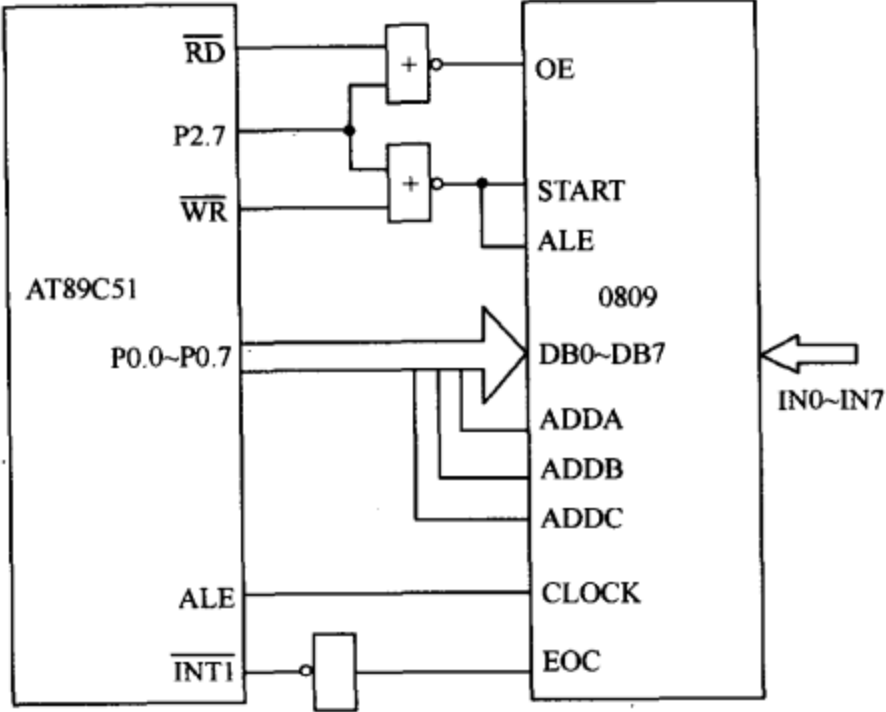 RD
+
OE
P2.7
+
START
WR
ALE
AT89C51
0809
P0.0~P0.7
DB0~DB7
IN0~IN7
ADDA
ADDB
ADDC
ALE
CLOCK
INT1
EOC